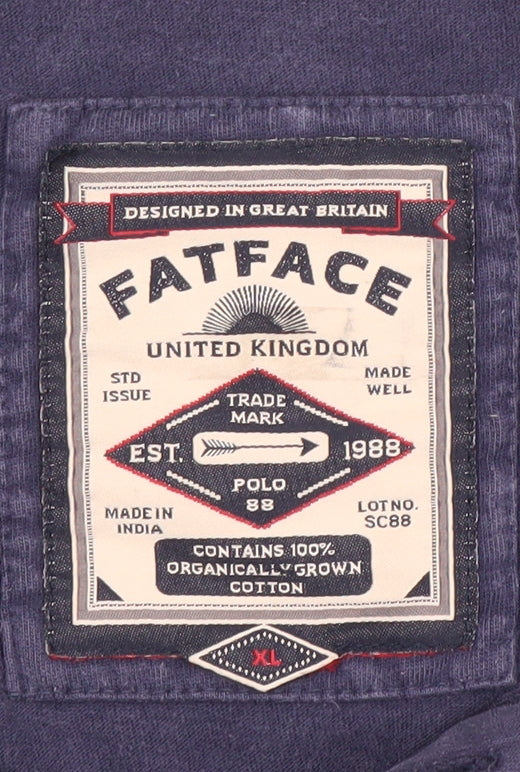 DESIGNED IN GREAT BRITAIN
FATFACE
UNITED KINGDOM
STD
ISSUE
MADE
WELL
TRADE
MARK
EST.
1988
POLO
88
MADE IN
INDIA
LOT NO.
SC88
CONTAINS 100%
ORGANICALLY GROWN
COTTON
XL